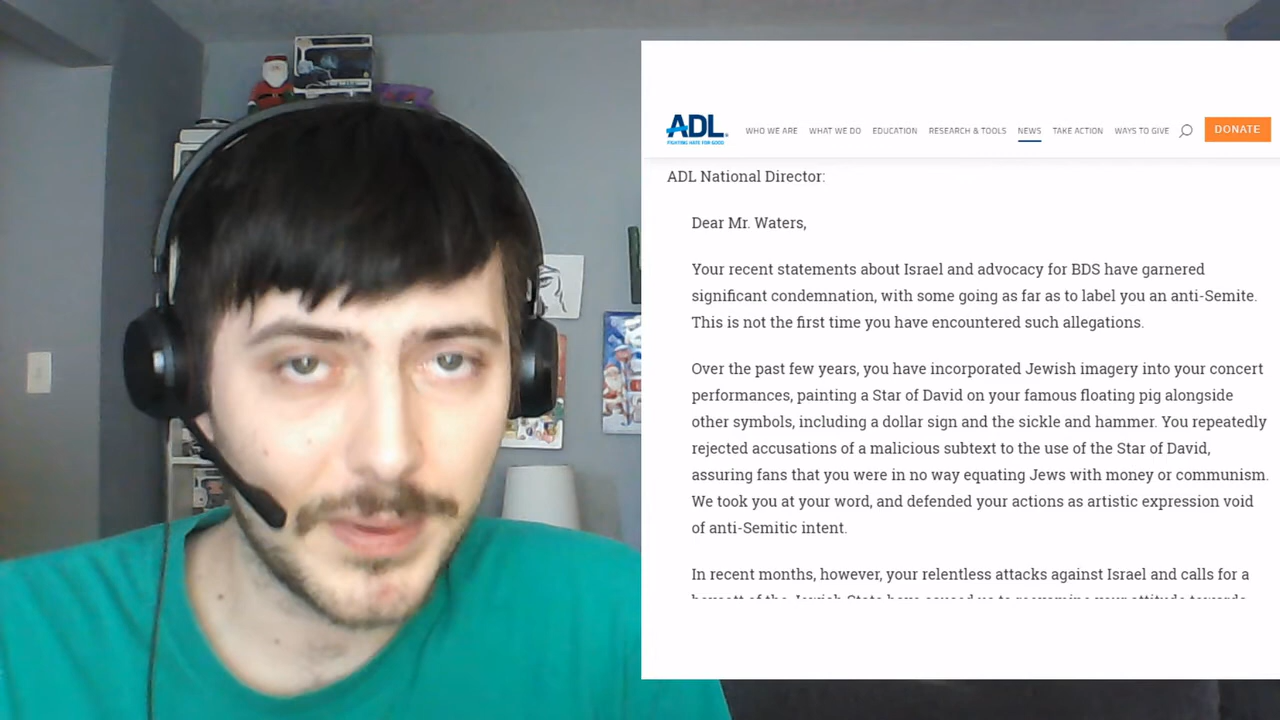 ADL
FIGHTING HATE FOR GOOD
WHO WE ARE WHAT WE DO EDUCATION RESEARCH & TOOLS NEWS TAKE ACTION WAYS TO GIVE DONATE
ADL National Director:
Dear Mr. Waters,
Your recent statements about Israel and advocacy for BDS have garnered
significant condemnation, with some going as far as to label you an anti-Semite.
This is not the first time you have encountered such allegations.
Over the past few years, you have incorporated Jewish imagery into your concert
performances, painting a Star of David on your famous floating pig alongside
other symbols, including a dollar sign and the sickle and hammer. You repeatedly
rejected accusations of a malicious subtext to the use of the Star of David,
assuring fans that you were in no way equating Jews with money or communism.
We took you at your word, and defended your actions as artistic expression void
of anti-Semitic intent.
In recent months, however, your relentless attacks against Israel and calls for a